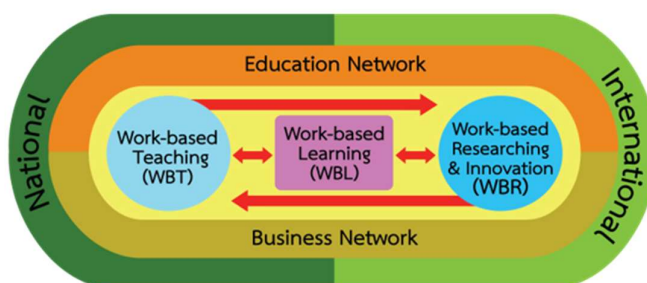 Education Network
National
International
Work-based
Teaching
(WBT)
Work-based
Learning
(WBL)
Work-based
Researching
& Innovation
(WBR)
Business Network